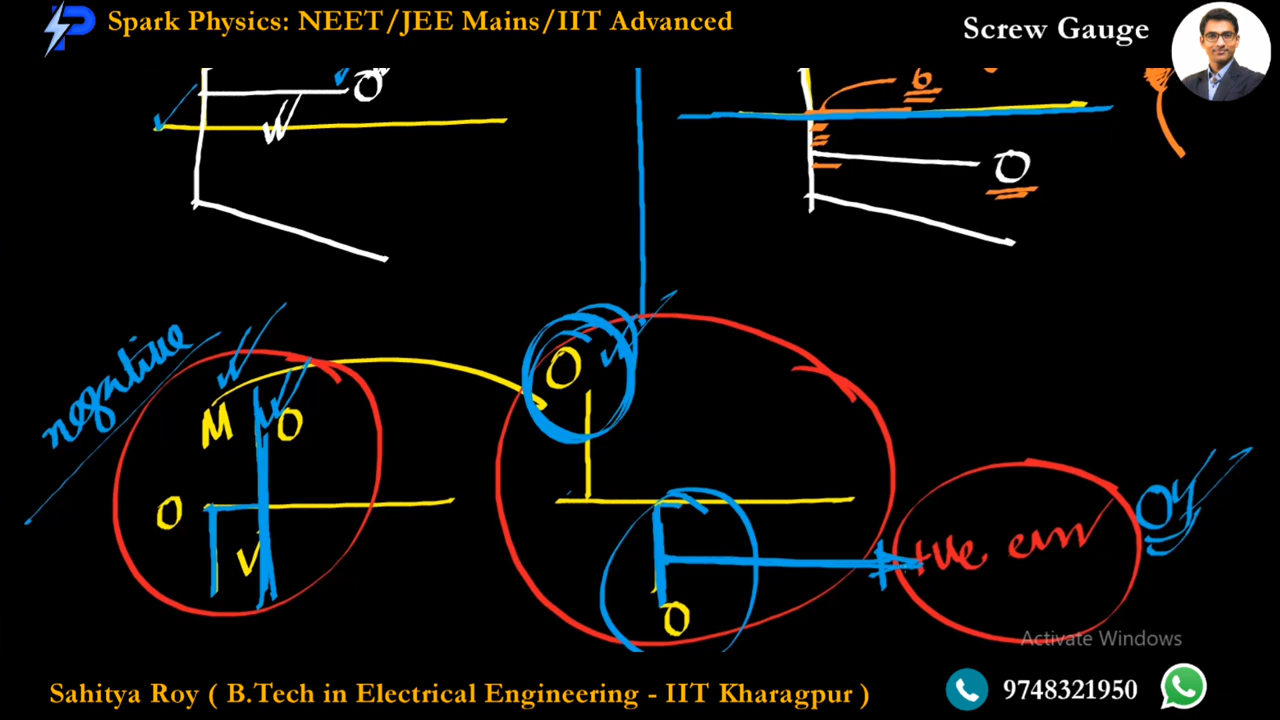 Spark Physics: NEET/JEE Mains/IIT Advanced
Screw Gauge
0
6
0
negative
M 0
0
V
0
0
+ve
Activate Windows
Sahitya Roy ( B.Tech in Electrical Engineering - IIT Kharagpur )
9748321950